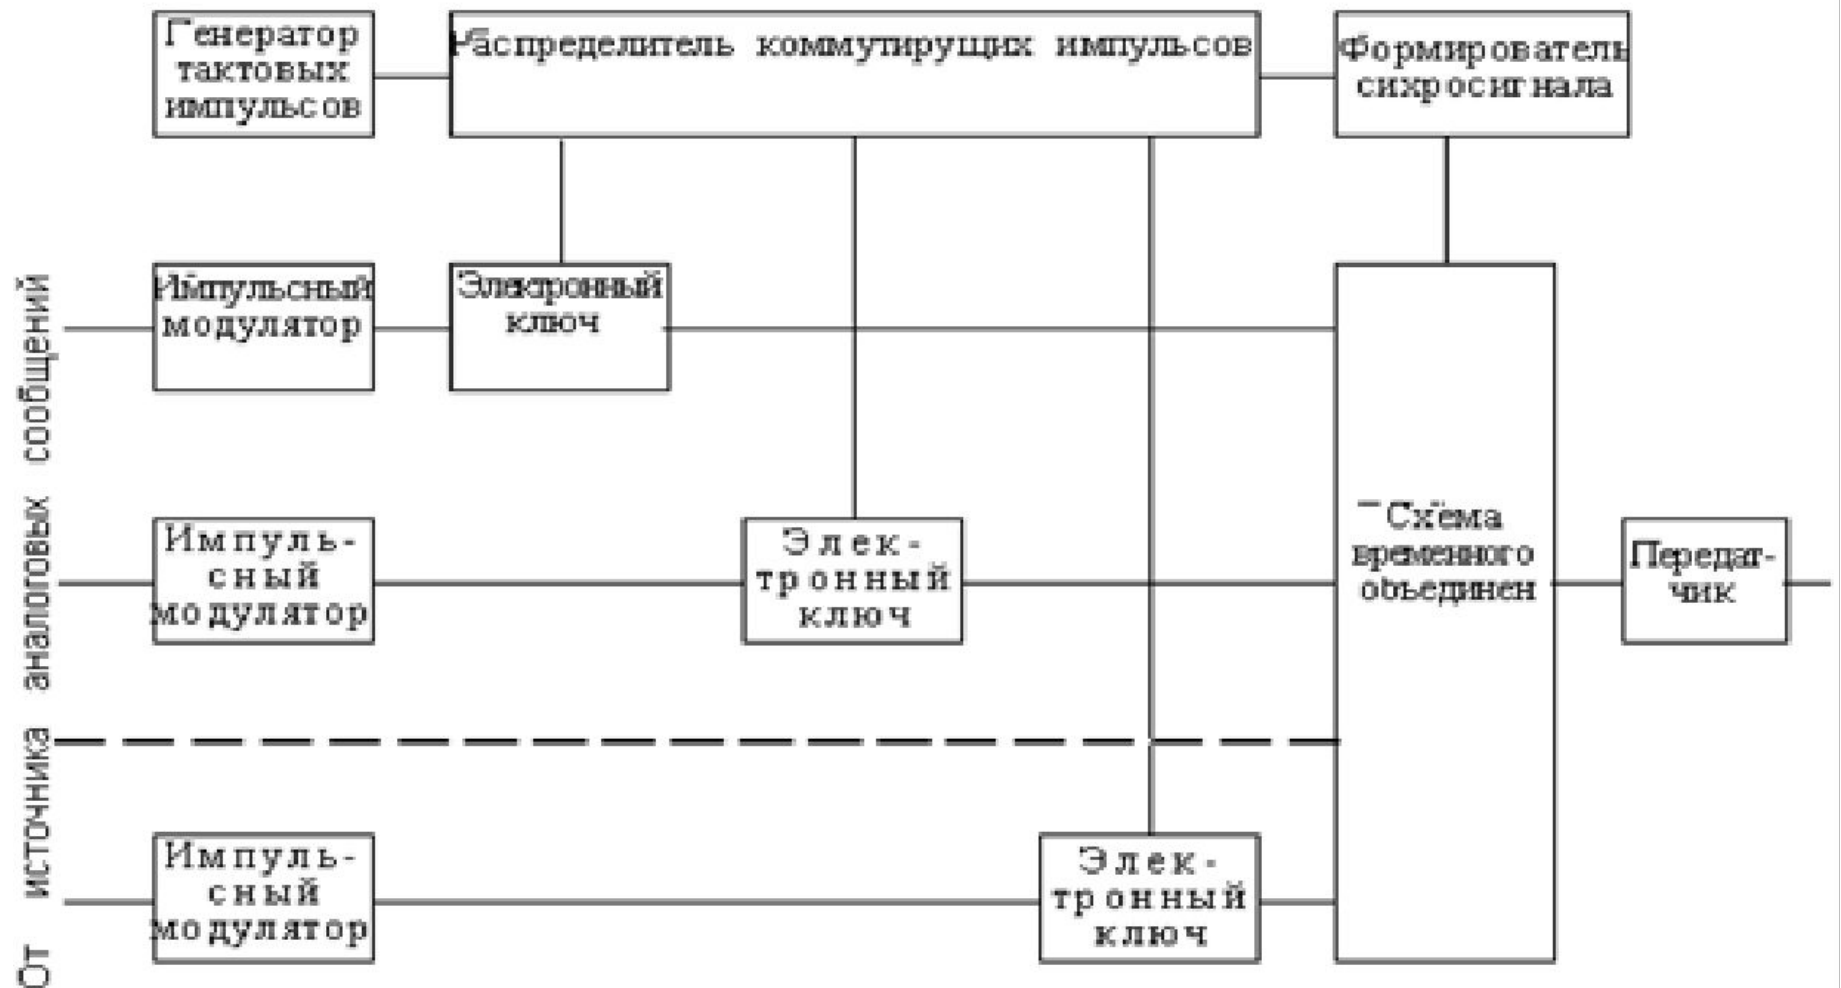 Генератор
тактовых
импульсов
Распределитель коммутирущих импульсов
Формирователь
сихросигнала
Импульсный
модулятор
Электронный
ключ
Импуль-
сный
модулятор
Элек-
тронный
ключ
Схема
временного
объединен
Передат-
чик
Импуль-
сный
модулятор
Элек-
тронный
ключ
От источника аналоговых сообщений